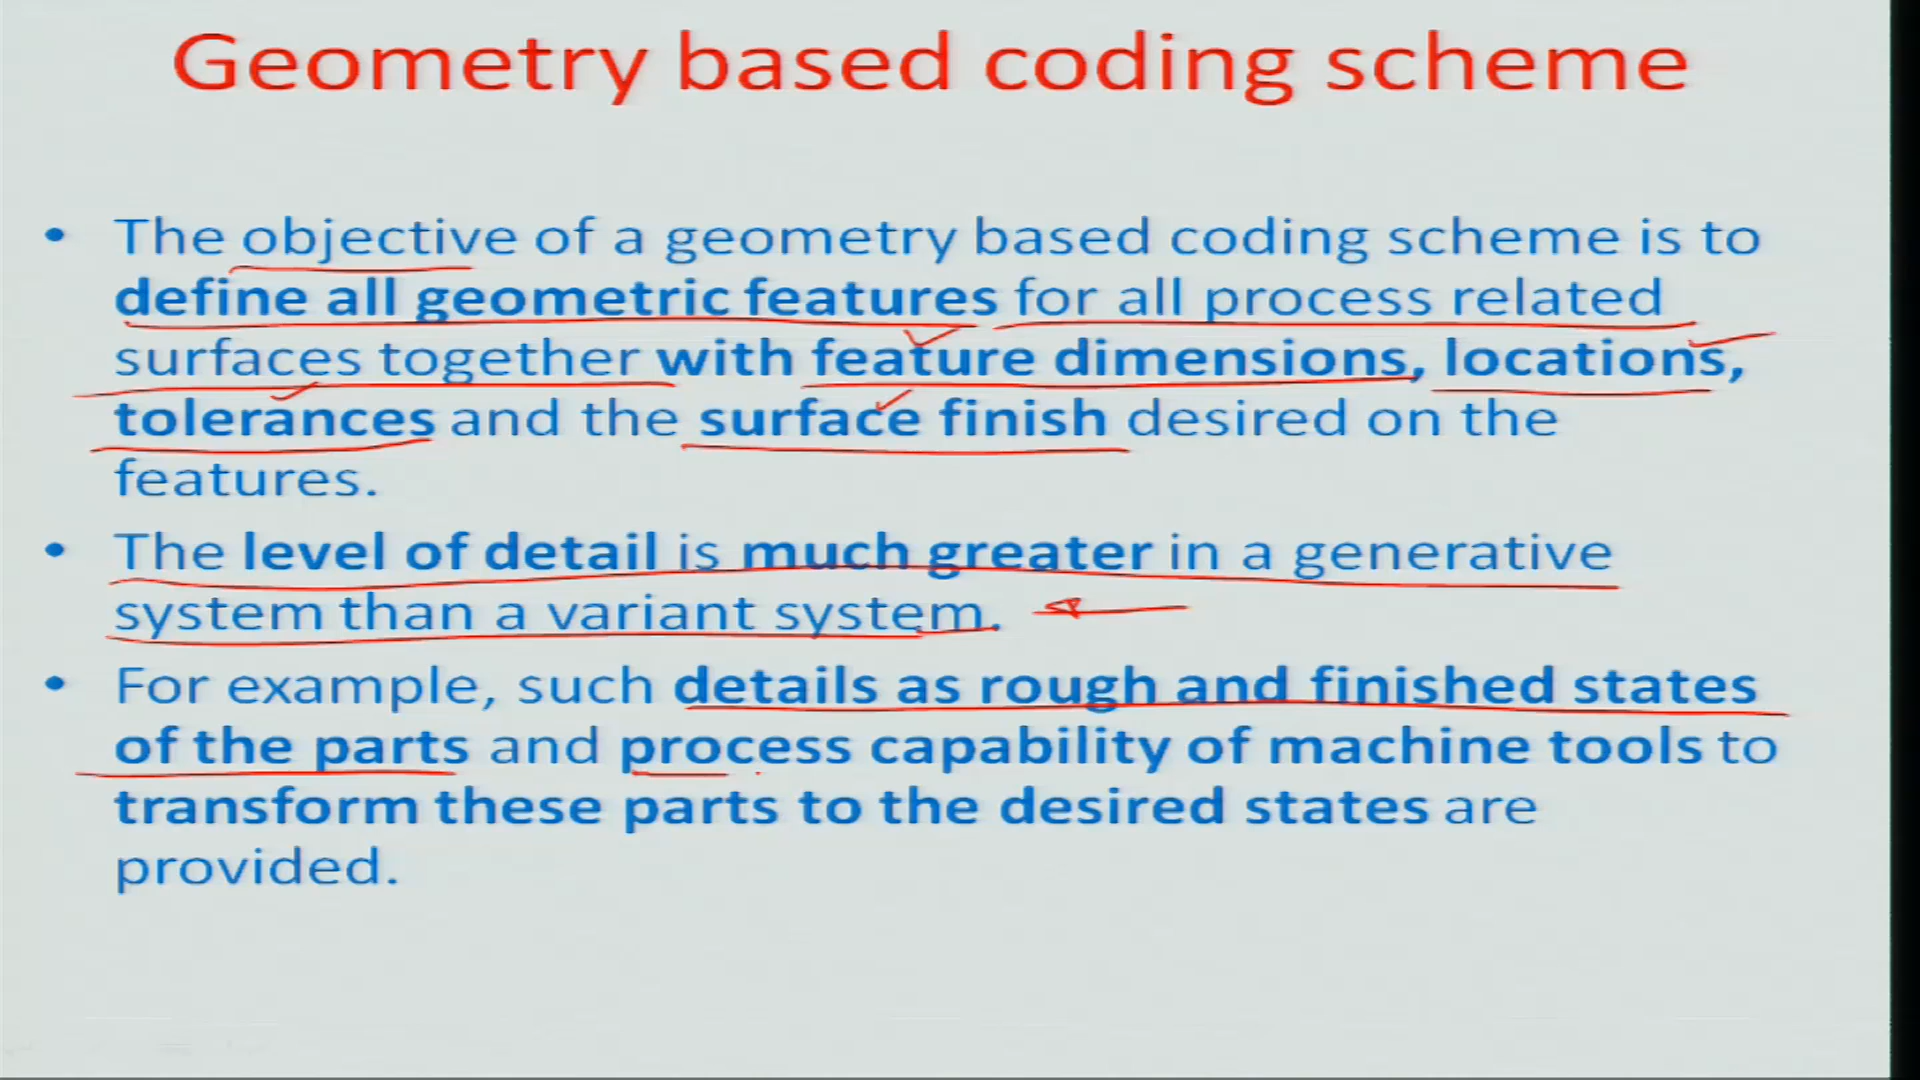 Geometry based coding scheme
• The objective of a geometry based coding scheme is to
define all geometric features for all process related
surfaces together with feature dimensions, locations,
tolerances and the surface finish desired on the
features.
• The level of detail is much greater in a generative
system than a variant system.
• For example, such details as rough and finished states
of the parts and process capability of machine tools to
transform these parts to the desired states are
provided.